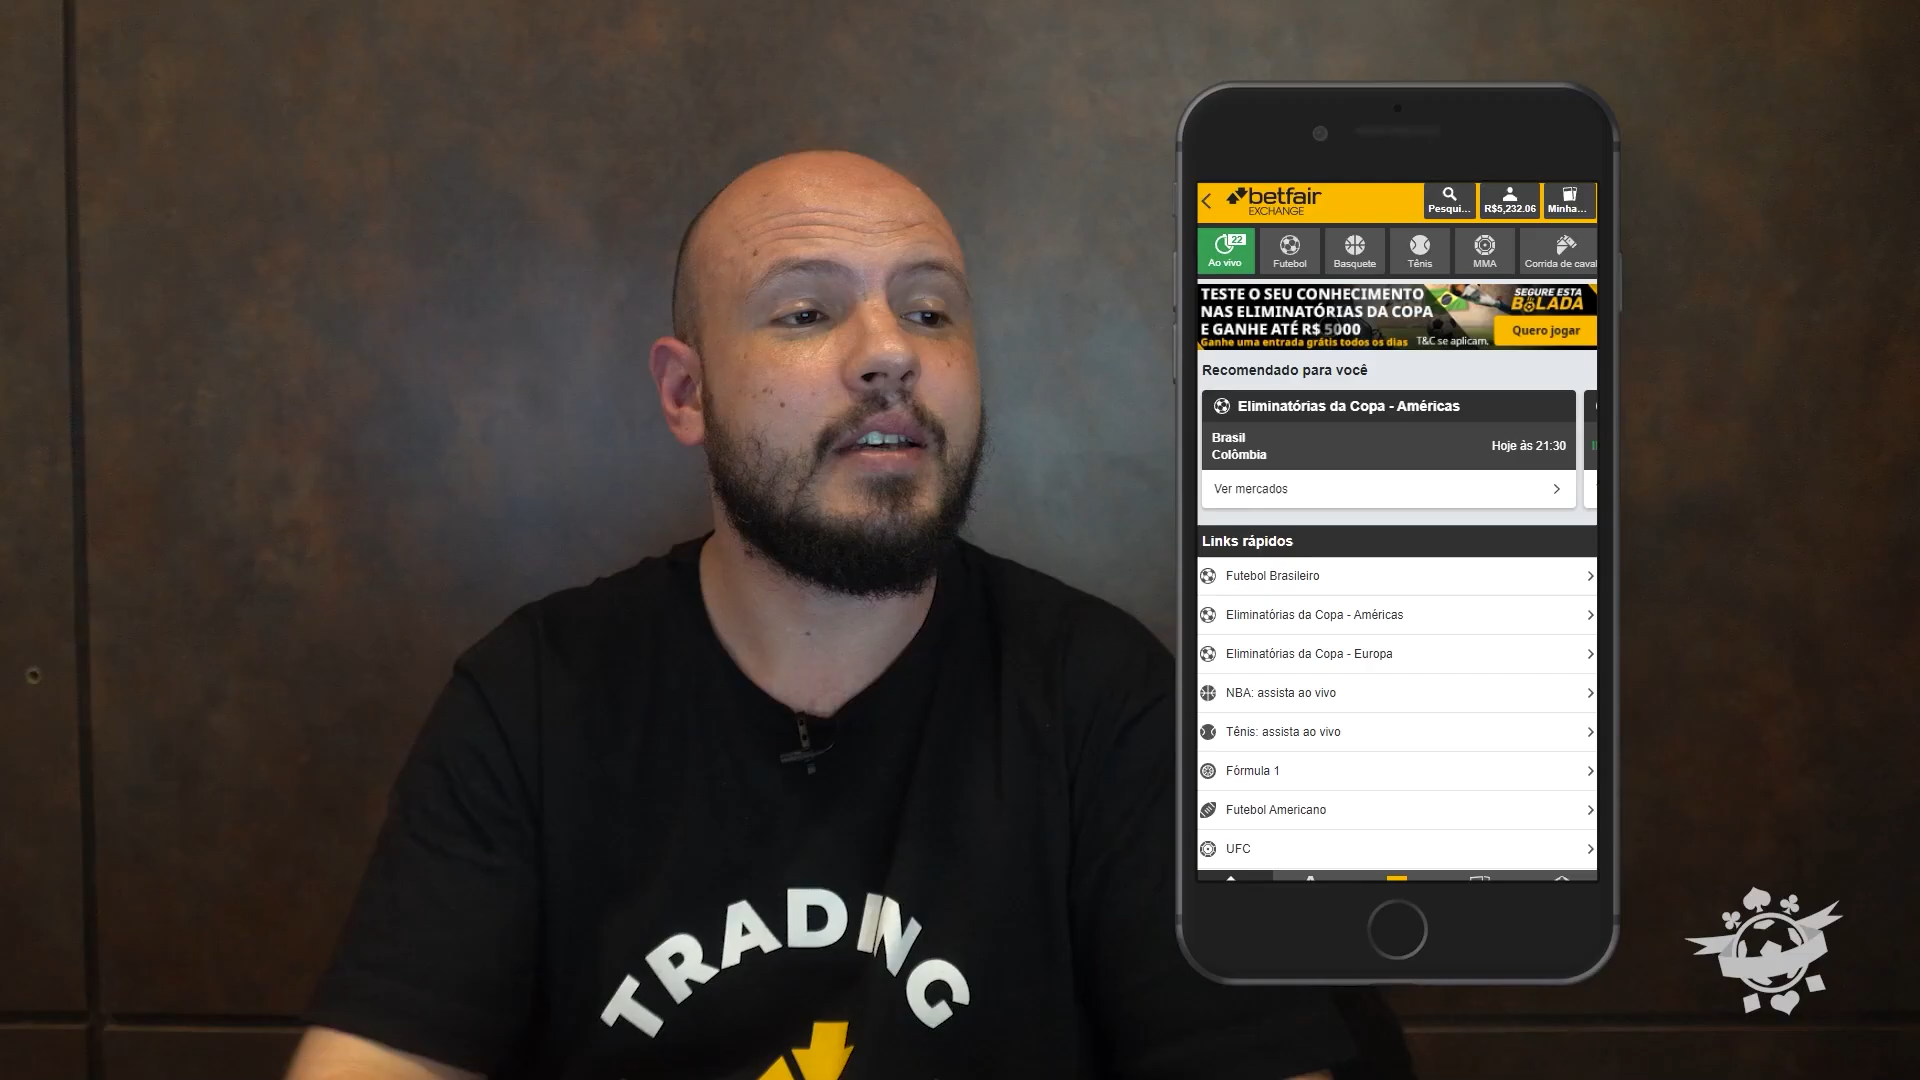 betfair
EXCHANGE
Pesqui...
R$5,232.06
Minha...
22
Ao vivo
Futebol
Basquete
Tênis
MMA
Corrida de caval
TESTE O SEU CONHECIMENTO
NAS ELIMINATÓRIAS DA COPA
E GANHE ATÉ R$ 5000
Ganhe uma entrada grátis todos os dias
T&C se aplicam.
SEGURE ESTA
BOLADA
Quero jogar
Recomendado para você
Eliminatórias da Copa - Américas
Brasil
Colômbia
Hoje às 21:30
Ver mercados
Links rápidos
Futebol Brasileiro
Eliminatórias da Copa - Américas
Eliminatórias da Copa - Europa
NBA: assista ao vivo
Tênis: assista ao vivo
Fórmula 1
Futebol Americano
UFC
TRADING